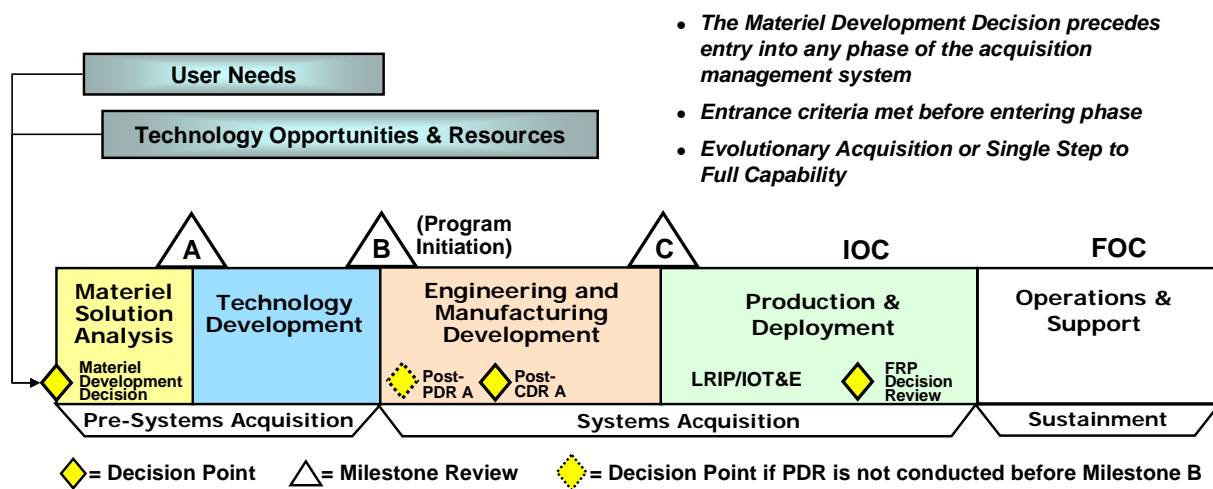 User Needs
Technology Opportunities & Resources
• The Materiel Development Decision precedes
entry into any phase of the acquisition
management system
• Entrance criteria met before entering phase
• Evolutionary Acquisition or Single Step to
Full Capability
A
B
(Program
Initiation)
C
IOC
FOC
Materiel
Solution
Analysis
Technology
Development
Engineering and
Manufacturing
Development
Production &
Deployment
Operations &
Support
Materiel
Development
Decision
Post-
PDR A
Post-
CDR A
LRIP/IOT&E
FRP
Decision
Review
Pre-Systems Acquisition
Systems Acquisition
Sustainment
= Decision Point
= Milestone Review
= Decision Point if PDR is not conducted before Milestone B